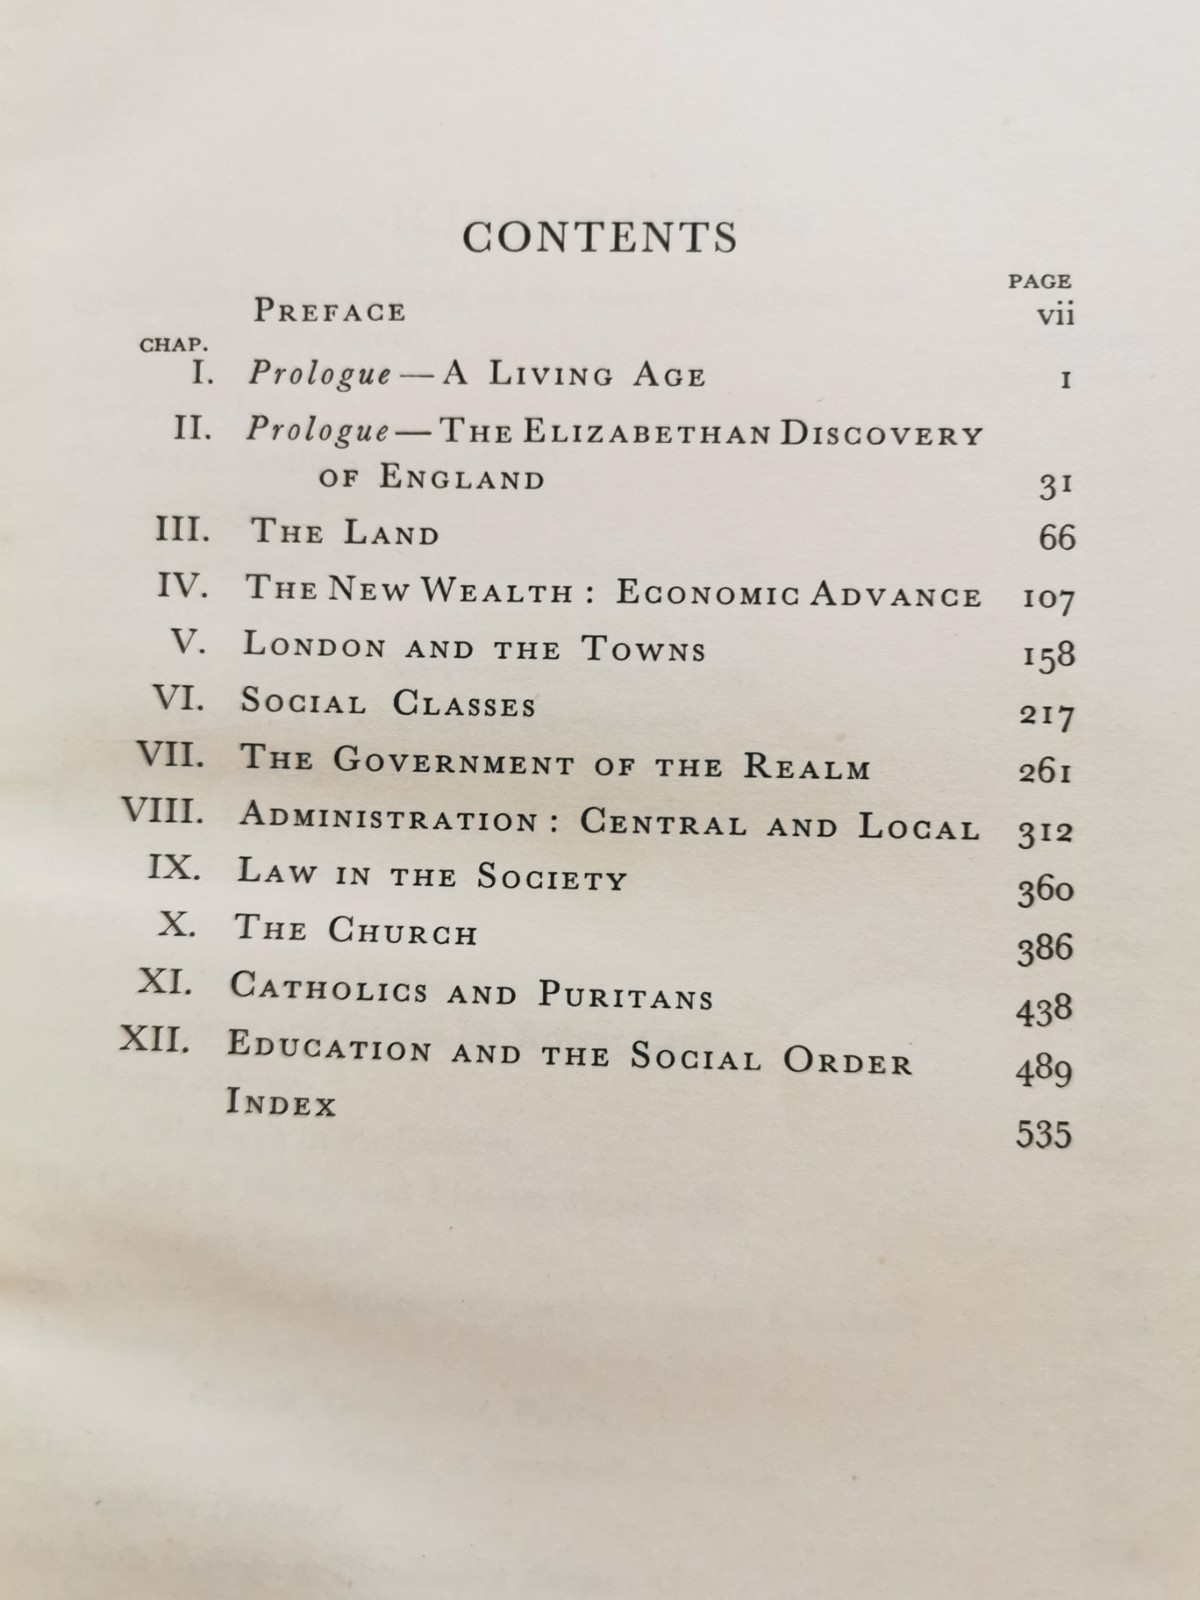 CONTENTS
PAGE
PREFACE vii
CHAP.
I. Prologue — A LIVING AGE 1
II. Prologue — THE ELIZABETHAN DISCOVERY
OF ENGLAND 31
III. THE LAND 66
IV. THE NEW WEALTH : ECONOMIC ADVANCE 107
V. LONDON AND THE TOWNS 158
VI. SOCIAL CLASSES 217
VII. THE GOVERNMENT OF THE REALM 261
VIII. ADMINISTRATION : CENTRAL AND LOCAL 312
IX. LAW IN THE SOCIETY 360
X. THE CHURCH 386
XI. CATHOLICS AND PURITANS 438
XII. EDUCATION AND THE SOCIAL ORDER 489
INDEX 535